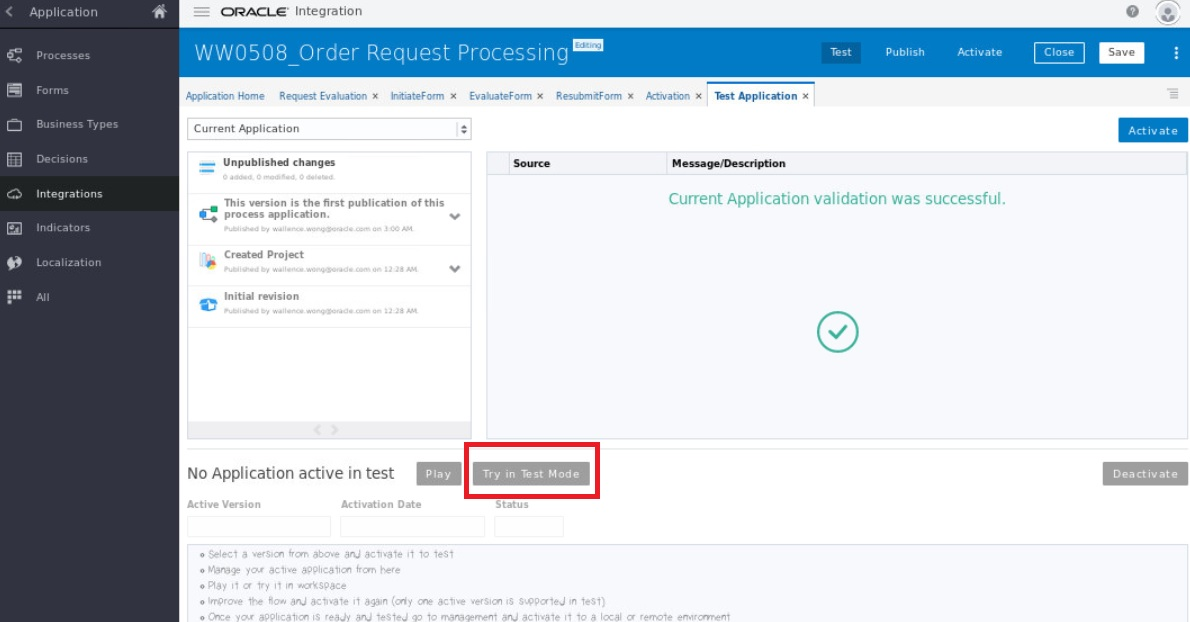 Application
ORACLE® Integration
Processes
Forms
Business Types
Decisions
Integrations
Indicators
Localization
All
WW0508_Order Request Processing Editing
Test Publish Activate Close Save
Application Home Request Evaluation × InitiateForm × EvaluateForm × ResubmitForm × Activation × Test Application ×
Current Application
Activate
Unpublished changes
0 added, 0 modified, 0 deleted.
This version is the first publication of this
process application.
Published by wallence.wong@oracle.com on 3:00 AM.
Created Project
Published by wallence.wong@oracle.com on 12:28 AM.
Initial revision
Published by wallence.wong@oracle.com on 12:28 AM.
Source Message/Description
Current Application validation was successful.
No Application active in test Play Try in Test Mode Deactivate
Active Version Activation Date Status
Select a version from above and activate it to test
Manage your active application from here
Play it or try it in workspace
Improve the flow and activate it again (only one active version is supported in test)
Once your application is ready and tested go to management and activate it to a local or remote environment